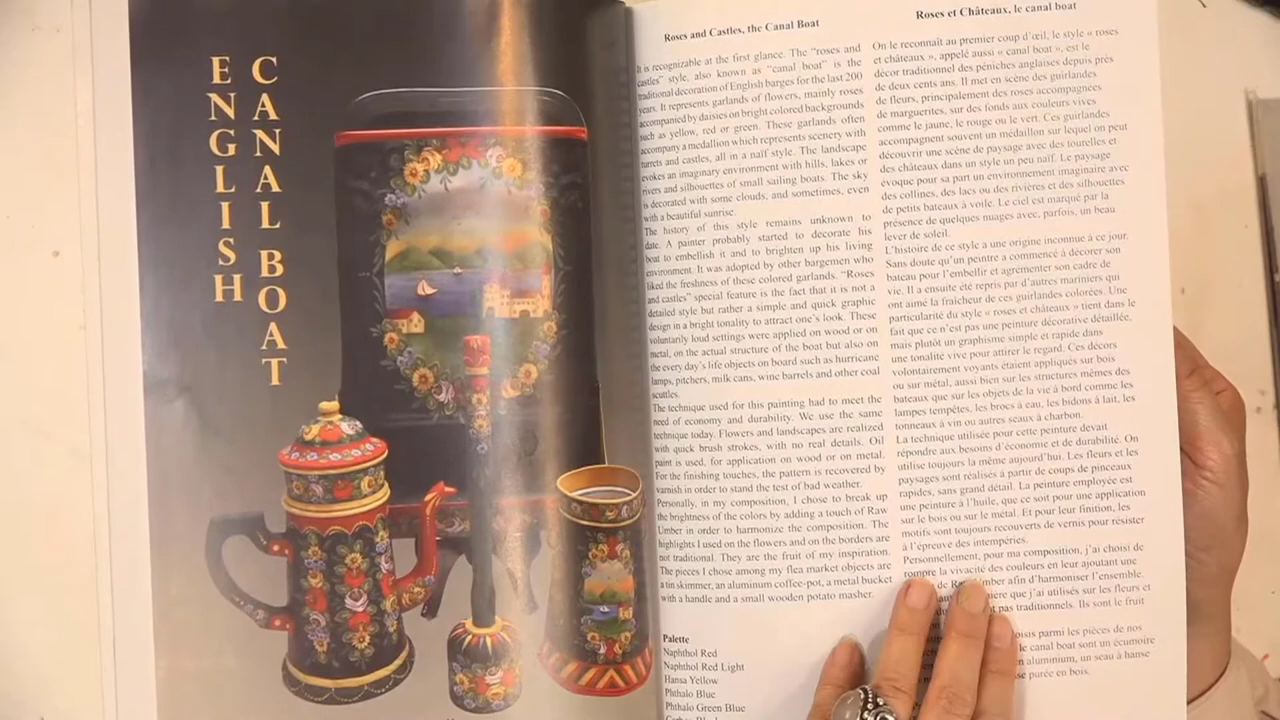 ENGLISH
CANAL BOAT
Roses and Castles, the Canal Boat
It is recognizable at the first glance. The "roses and
castles" style, also known as "canal boat" is the
traditional decoration of English barges for the last 200
years. It represents garlands of flowers, mainly roses
accompanied by daisies on bright colored backgrounds
such as yellow, red or green. These garlands often
accompany a medallion which represents scenery with
turrets and castles, all in a naïf style. The landscape
evokes an imaginary environment with hills, lakes or
rivers and silhouettes of small sailing boats. The sky
is decorated with some clouds, and sometimes, even
with a beautiful sunrise.
The history of this style remains unknown to
date. A painter probably started to decorate his
boat to embellish it and to brighten up his living
environment. It was adopted by other bargemen who
liked the freshness of these colored garlands. "Roses
and castles" special feature is the fact that it is not a
detailed style but rather a simple and quick graphic
design in a bright tonality to attract one's look. These
voluntarily loud settings were applied on wood or on
metal, on the actual structure of the boat but also on
the every day's life objects on board such as hurricane
lamps, pitchers, milk cans, wine barrels and other coal
scuttles.
The technique used for this painting had to meet the
need of economy and durability. We use the same
technique today. Flowers and landscapes are realized
with quick brush strokes, with no real details. Oil
paint is used, for application on wood or on metal.
For the finishing touches, the pattern is recovered by
varnish in order to stand the test of bad weather.
Personally, in my composition, I chose to break up
the brightness of the colors by adding a touch of Raw
Umber in order to harmonize the composition. The
highlights I used on the flowers and on the borders are
not traditional. They are the fruit of my inspiration.
The pieces I chose among my flea market objects are
a tin skimmer, an aluminum coffee-pot, a metal bucket
with a handle and a small wooden potato masher.
Palette
Naphthol Red
Naphthol Red Light
Hansa Yellow
Phthalo Blue
Phthalo Green Blue
Roses et Châteaux, le canal boat
On le reconnaît au premier coup d'œil, le style « roses
et châteaux », appelé aussi « canal boat », est le
décor traditionnel des péniches anglaises depuis près
de deux cents ans. Il met en scène des guirlandes
de fleurs, principalement des roses accompagnées
de marguerites, sur des fonds aux couleurs vives
comme le jaune, le rouge ou le vert. Ces guirlandes
accompagnent souvent un médaillon sur lequel on peut
découvrir une scène de paysage avec des tourelles et
des châteaux dans un style un peu naïf. Le paysage
évoque pour sa part un environnement imaginaire avec
des collines, des lacs ou des rivières et des silhouettes
de petits bateaux à voile. Le ciel est marqué par la
présence de quelques nuages avec, parfois, un beau
lever de soleil.
L'histoire de ce style a une origine inconnue à ce jour.
Sans doute qu'un peintre a commencé à décorer son
bateau pour l'embellir et agrémenter son cadre de
vie. Il a ensuite été repris par d'autres mariniers qui
ont aimé la fraîcheur de ces guirlandes colorées. Une
particularité du style « roses et châteaux » tient dans le
fait que ce n'est pas une peinture décorative détaillée,
mais plutôt un graphisme simple et rapide dans
une tonalité vive pour attirer le regard. Ces décors
volontairement voyants étaient appliqués sur bois
ou sur métal, aussi bien sur les structures mêmes des
bateaux que sur les objets de la vie à bord comme les
lampes tempêtes, les brocs à eau, les bidons à lait, les
tonneaux à vin ou autres seaux à charbon.
La technique utilisée pour cette peinture devait
répondre aux besoins d'économie et de durabilité. On
utilise toujours la même aujourd'hui. Les fleurs et les
paysages sont réalisés à partir de coups de pinceaux
rapides, sans grand détail. La peinture employée est
une peinture à l'huile, que ce soit pour une application
sur le bois ou sur le métal. Et pour leur finition, les
motifs sont toujours recouverts de vernis pour résister
à l'épreuve des intempéries.
Personnellement, pour ma composition, j'ai choisi de
rompre la vivacité des couleurs en leur ajoutant une
de afin d'harmoniser l'ensemble.
que j'ai utilisés sur les fleurs et
pas traditionnels. Ils sont le fruit
parmi les pièces de nos
le canal boat sont un écumoire
aluminium, un seau à hanse
purée en bois.